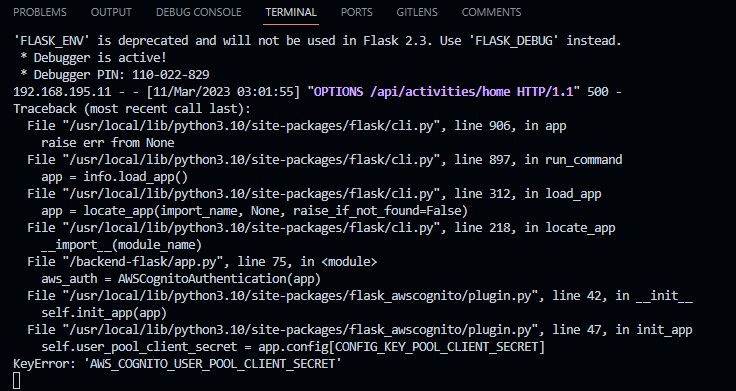 PROBLEMS OUTPUT DEBUG CONSOLE TERMINAL PORTS GITLENS COMMENTS
'FLASK_ENV' is deprecated and will not be used in Flask 2.3. Use 'FLASK_DEBUG' instead.
* Debugger is active!
* Debugger PIN: 110-022-829
192.168.195.11 - - [11/Mar/2023 03:01:55] "OPTIONS /api/activities/home HTTP/1.1" 500 -
Traceback (most recent call last):
File "/usr/local/lib/python3.10/site-packages/flask/cli.py", line 906, in app
raise err from None
File "/usr/local/lib/python3.10/site-packages/flask/cli.py", line 897, in run_command
app = info.load_app()
File "/usr/local/lib/python3.10/site-packages/flask/cli.py", line 312, in load_app
app = locate_app(import_name, None, raise_if_not_found=False)
File "/usr/local/lib/python3.10/site-packages/flask/cli.py", line 218, in locate_app
__import__(module_name)
File "/backend-flask/app.py", line 75, in <module>
aws_auth = AWSCognitoAuthentication(app)
File "/usr/local/lib/python3.10/site-packages/flask_awscognito/plugin.py", line 42, in __init__
self.init_app(app)
File "/usr/local/lib/python3.10/site-packages/flask_awscognito/plugin.py", line 47, in init_app
self.user_pool_client_secret = app.config[CONFIG_KEY_POOL_CLIENT_SECRET]
KeyError: 'AWS_COGNITO_USER_POOL_CLIENT_SECRET'